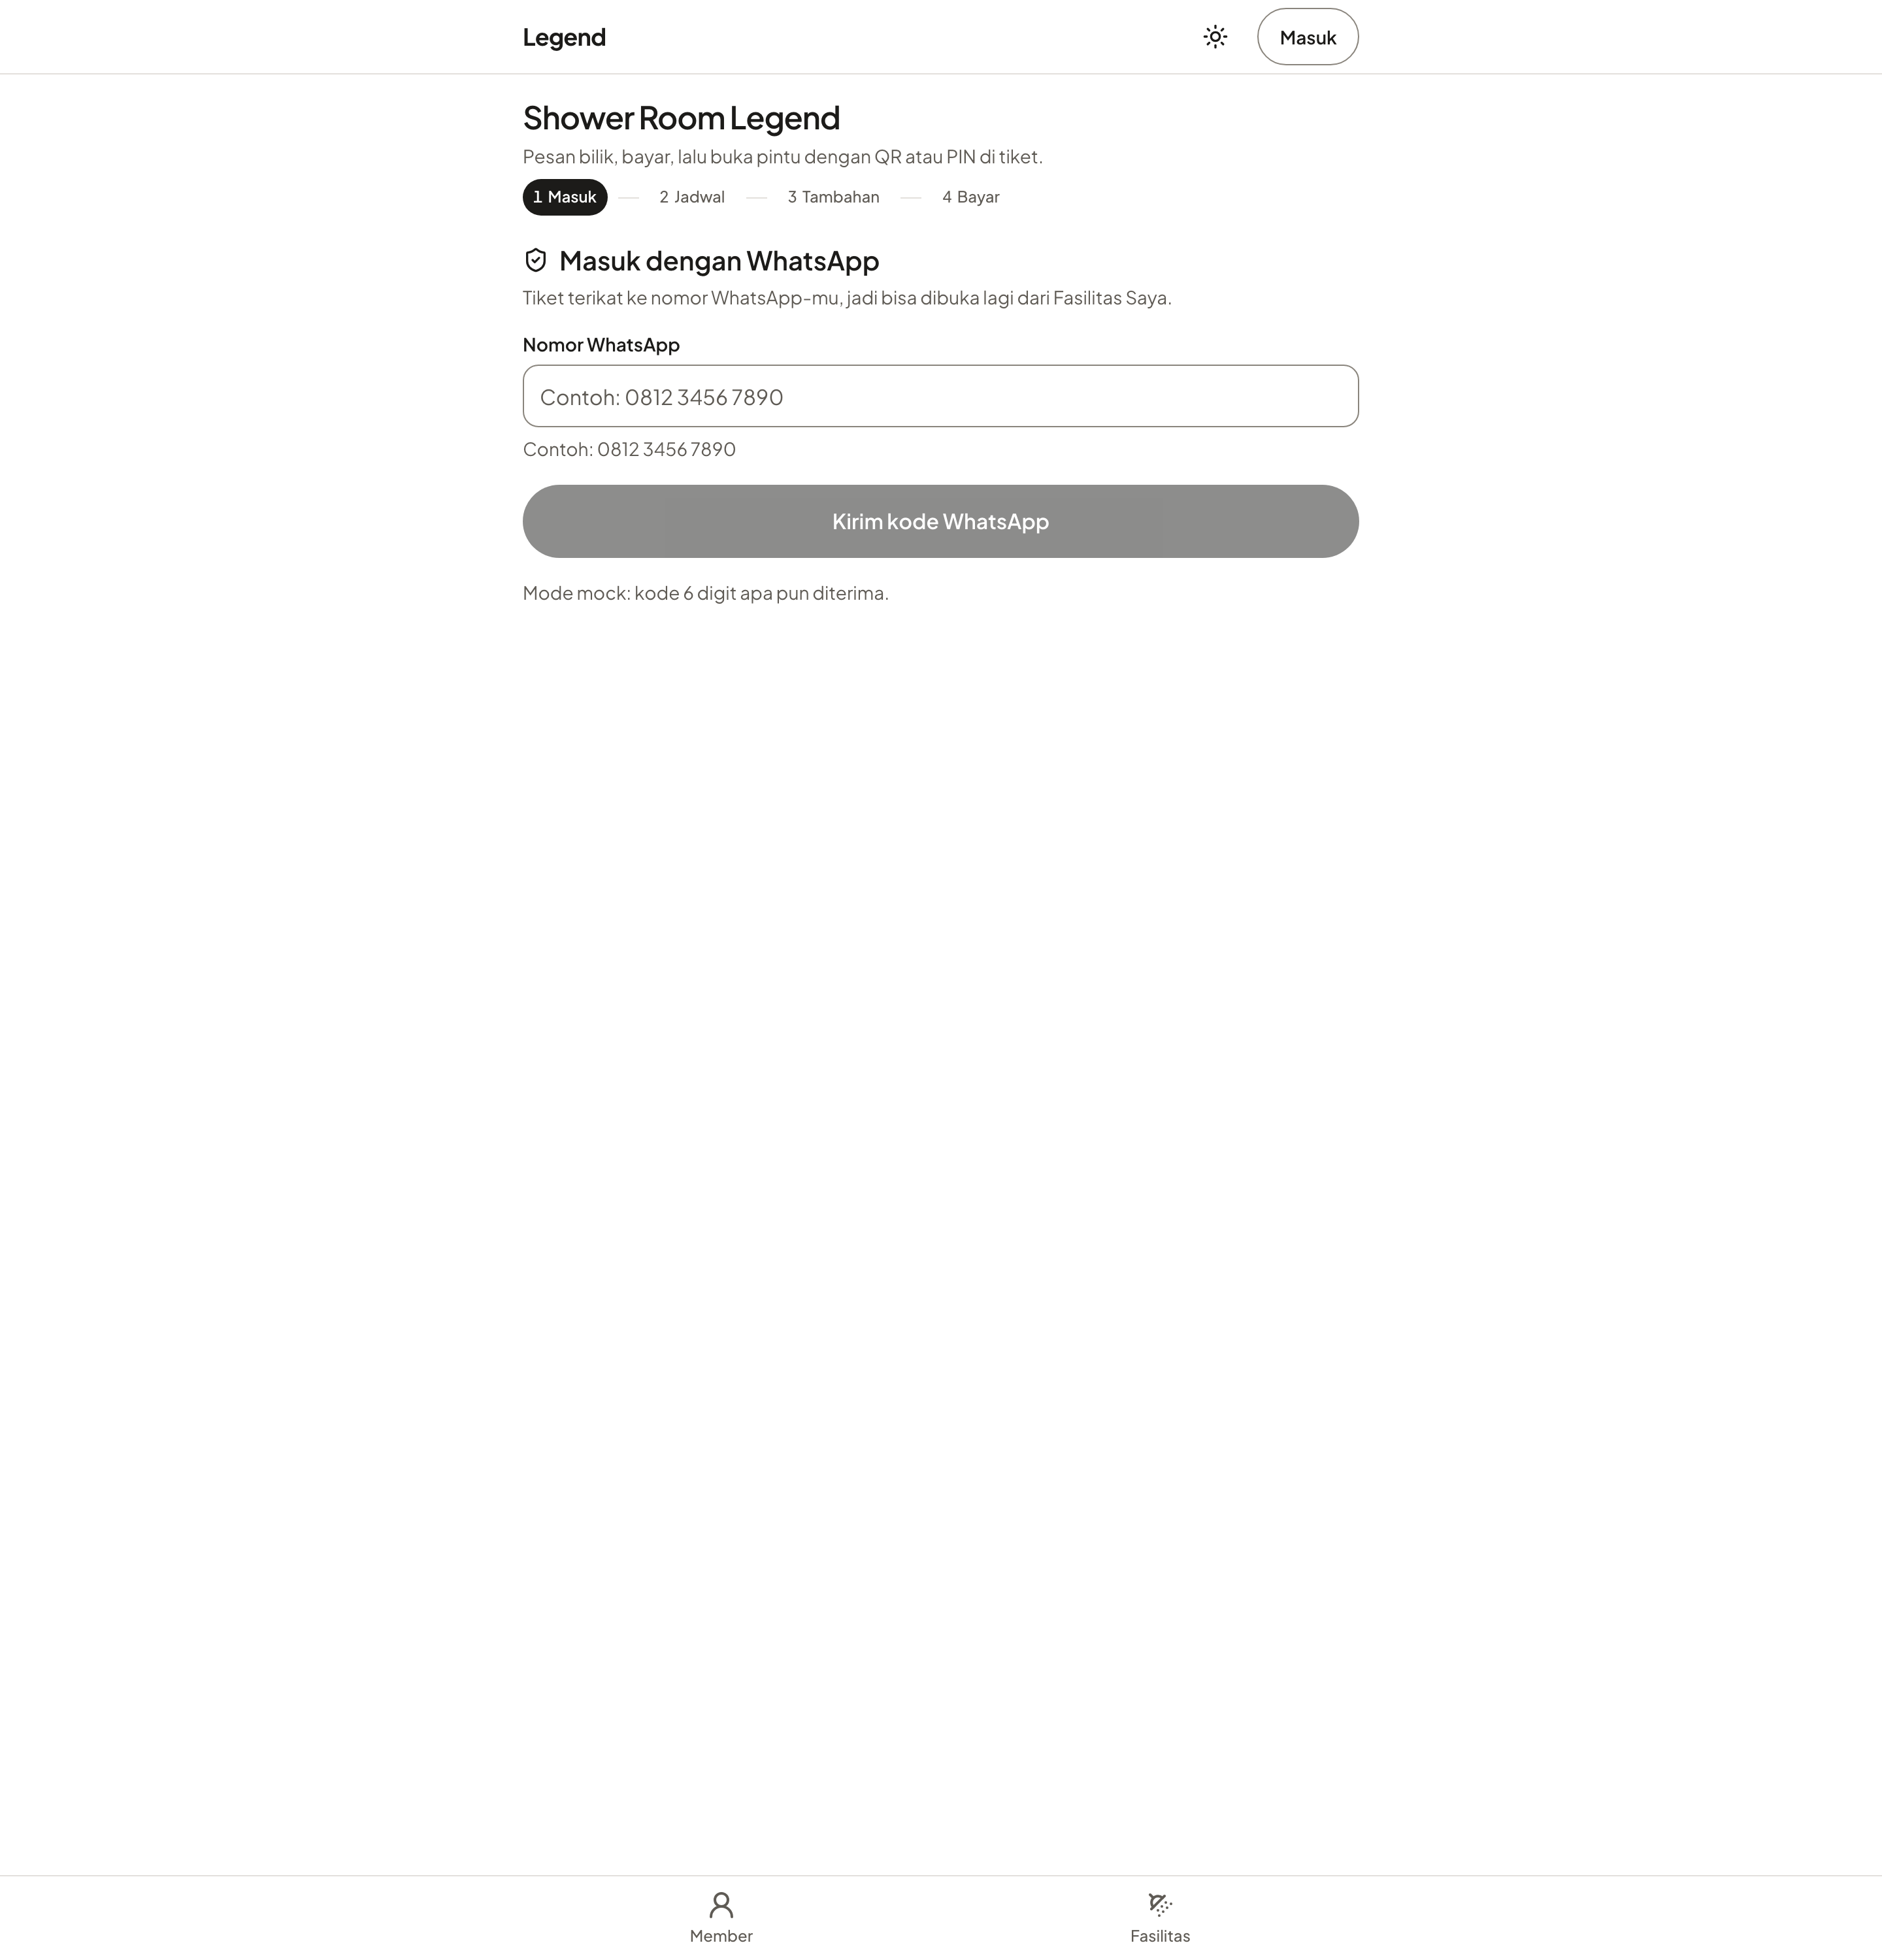 Legend
Masuk
Shower Room Legend
Pesan bilik, bayar, lalu buka pintu dengan QR atau PIN di tiket.
1 Masuk — 2 Jadwal — 3 Tambahan — 4 Bayar
Masuk dengan WhatsApp
Tiket terikat ke nomor WhatsApp-mu, jadi bisa dibuka lagi dari Fasilitas Saya.
Nomor WhatsApp
Contoh: 0812 3456 7890
Contoh: 0812 3456 7890
Kirim kode WhatsApp
Mode mock: kode 6 digit apa pun diterima.
Member
Fasilitas